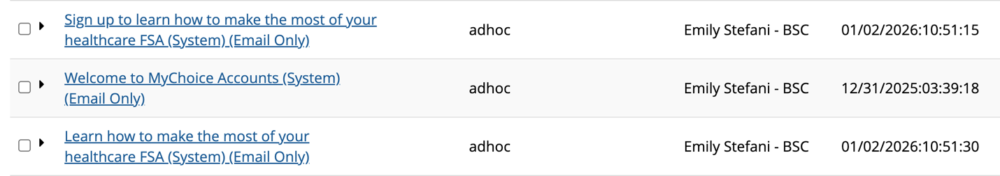 Sign up to learn how to make the most of your
healthcare FSA (System) (Email Only)
adhoc
Emily Stefani - BSC
01/02/2026:10:51:15
Welcome to MyChoice Accounts (System)
(Email Only)
adhoc
Emily Stefani - BSC
12/31/2025:03:39:18
Learn how to make the most of your
healthcare FSA (System) (Email Only)
adhoc
Emily Stefani - BSC
01/02/2026:10:51:30